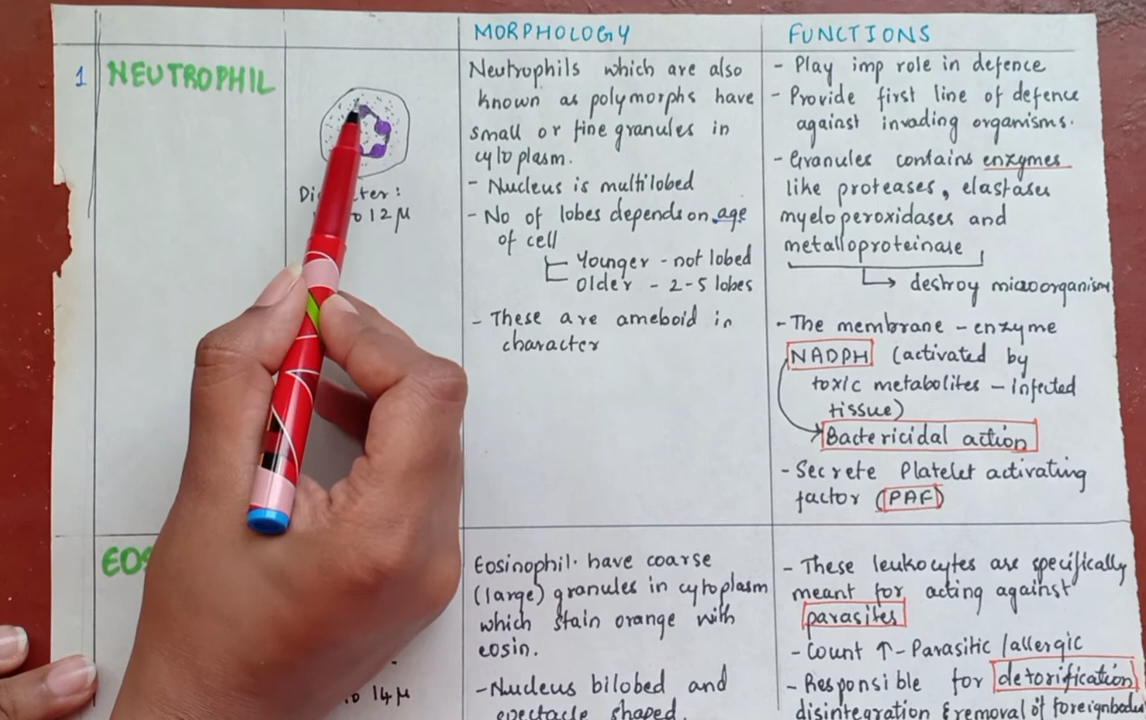 MORPHOLOGY
FUNCTIONS
1 NEUTROPHIL
Neutrophils which are also
known as polymorphs have
small or fine granules in
cytoplasm.
- Nucleus is multilobed
- No of lobes depends on age
of cell
Younger - not lobed
Older - 2-5 lobes
- These are ameboid in
character
- Play imp role in defence
- Provide first line of defence
against invading organisms.
- Granules contains enzymes
like proteases, elastases
myeloperoxidases and
metalloproteinase
destroy microorganism
- The membrane - enzyme
NADPH (activated by
toxic metabolites - infected
tissue)
Bactericidal action
- Secrete Platelet activating
factor (PAF)
12 μ
Eosinophil have coarse
(large) granules in cytoplasm
which stain orange with
eosin.
- Nucleus bilobed and
spectacle shaped.
- These leukocytes are specifically
meant for acting against
parasites
- Count ↑ - Parasitic / allergic
- Responsible for detoxification
disintegration & removal of foreign
14 μ